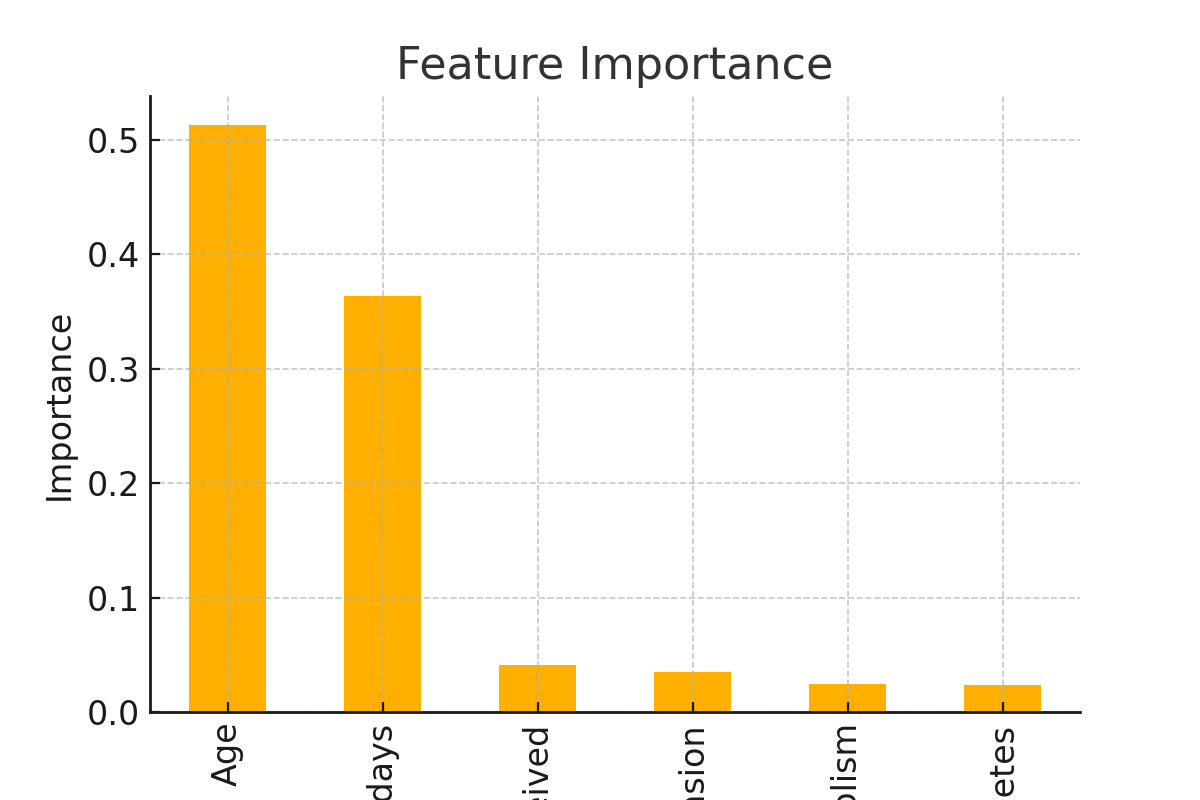 Feature Importance
Importance
0.5
0.4
0.3
0.2
0.1
0.0
Age
days
eived
nsion
olism
etes